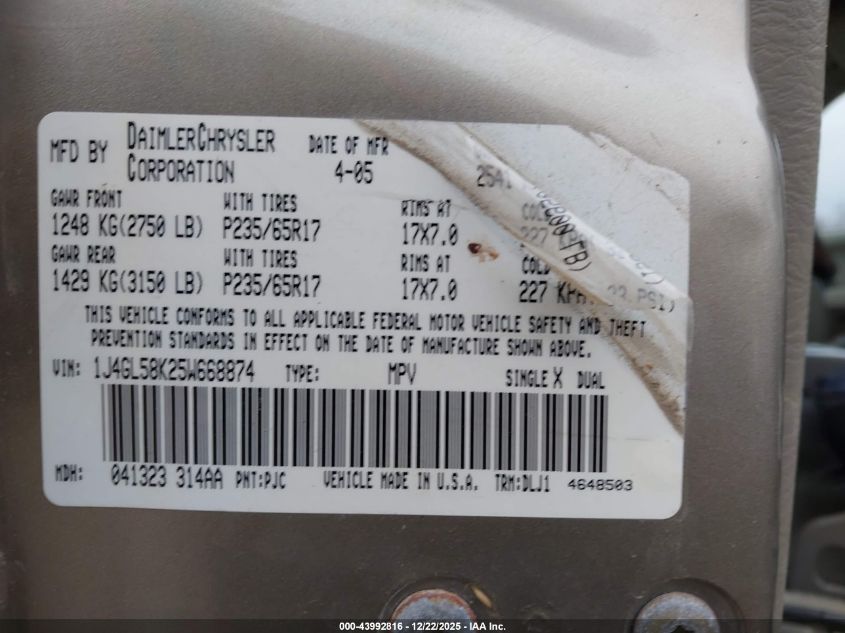 MFD BY DAIMLERCHRYSLER CORPORATION DATE OF MFR 4-05
GAWR FRONT WITH TIRES RIMS AT
1248 KG(2750 LB) P235/65R17 17X7.0 227
GAWR REAR WITH TIRES RIMS AT COLD
1429 KG(3150 LB) P235/65R17 17X7.0 227 KPA( PSI)
THIS VEHICLE CONFORMS TO ALL APPLICABLE FEDERAL MOTOR VEHICLE SAFETY AND THEFT
PREVENTION STANDARDS IN EFFECT ON THE DATE OF MANUFACTURE SHOWN ABOVE.
VIN: 1J4GL58K25W668874 TYPE: MPV SINGLE X DUAL
MDH: 041323 314AA PNT:PJC VEHICLE MADE IN U.S.A. TRM:DLJ1 4648503
000-43992816 - 12/22/2025 - IAA Inc.